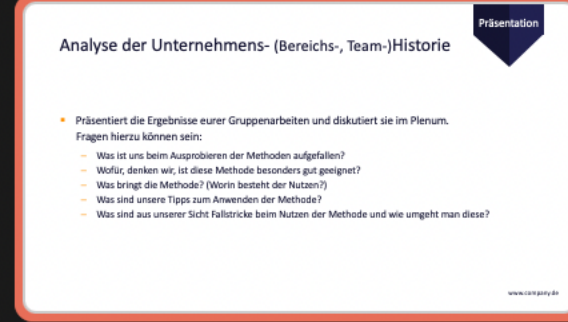 Präsentation
Analyse der Unternehmens- (Bereichs-, Team-)Historie
Präsentiert die Ergebnisse eurer Gruppenarbeiten und diskutiert sie im Plenum.
Fragen hierzu können sein:
– Was ist uns beim Ausprobieren der Methoden aufgefallen?
– Wofür, denken wir, ist diese Methode besonders gut geeignet?
– Was bringt die Methode? (Worin besteht der Nutzen?)
– Was sind unsere Tipps zum Anwenden der Methode?
– Was sind aus unserer Sicht Fallstricke beim Nutzen der Methode und wie umgeht man diese?
www.company.de